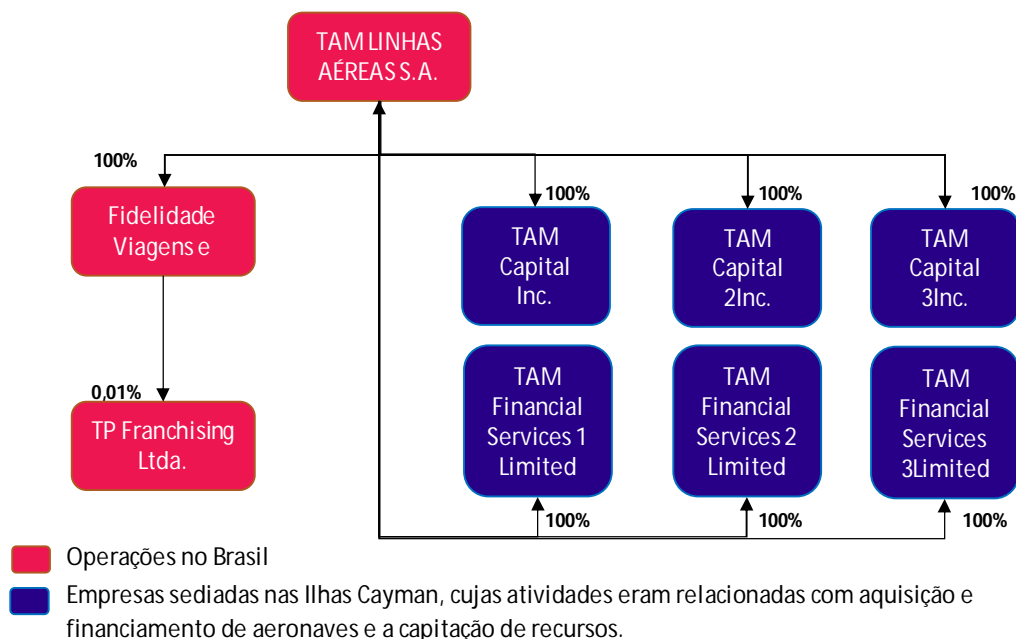 TAM LINHAS
AÉREAS S.A.
100%
Fidelidade
Viagens e
0,01%
TP Franchising
Ltda.
100%
TAM
Capital
Inc.
100%
TAM
Capital
2Inc.
100%
TAM
Capital
3Inc.
TAM
Financial
Services 1
Limited
100%
TAM
Financial
Services 2
Limited
100%
TAM
Financial
Services
3Limited
100%
Operações no Brasil
Empresas sediadas nas Ilhas Cayman, cujas atividades eram relacionadas com aquisição e
financiamento de aeronaves e a capitação de recursos.